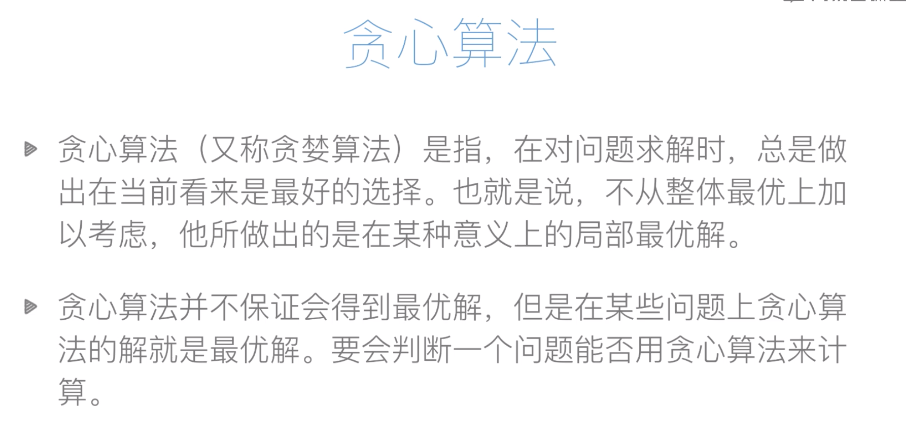 贪心算法
贪心算法（又称贪婪算法）是指，在对问题求解时，总是做
出在当前看来是最好的选择。也就是说，不从整体最优上加
以考虑，他所做出的是在某种意义上的局部最优解。
贪心算法并不保证会得到最优解，但是在某些问题上贪心算
法的解就是最优解。要会判断一个问题能否用贪心算法来计
算。